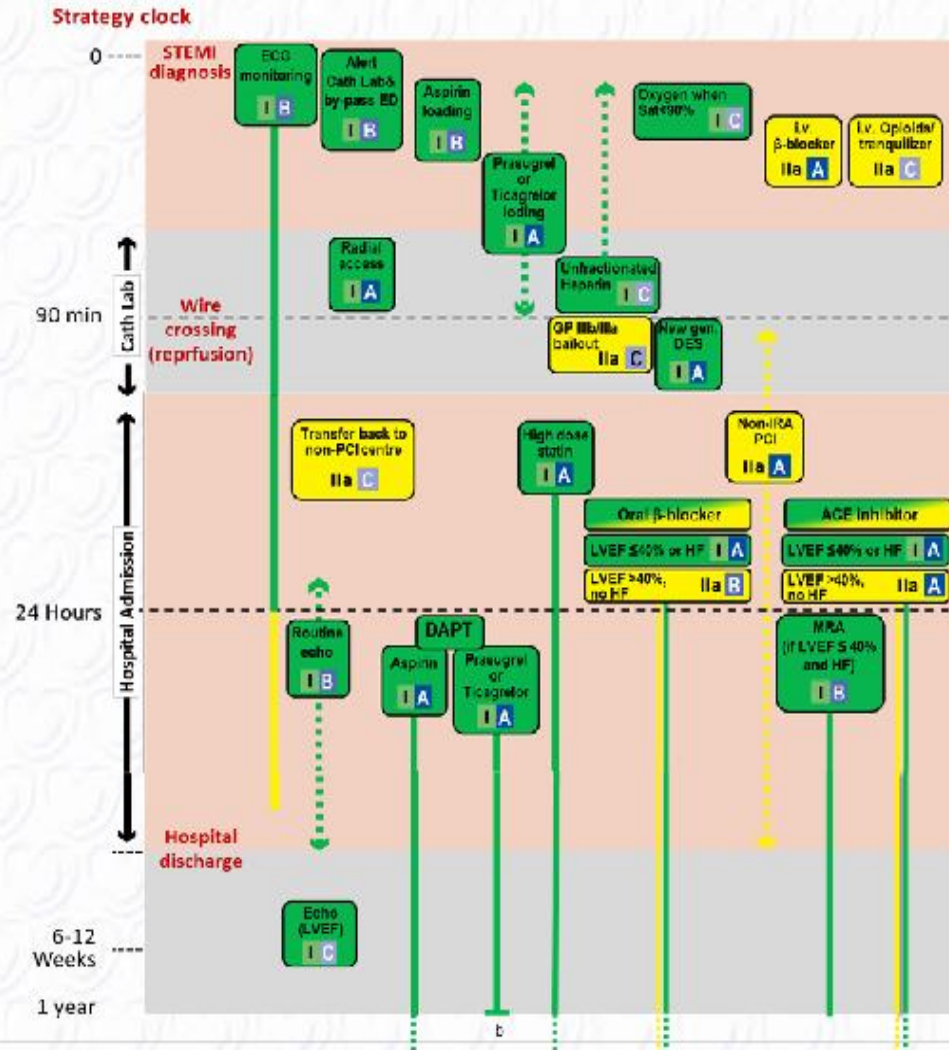 Strategy clock
0
STEMI
diagnosis
ECG
monitoring
I B
Alert
Cath Lab&
by-pass ED
I B
Aspirin
loading
I B
Prasugrel
or
Ticagrelor
loding
I A
Oxygen when
Sat<90%
I C
i.v.
β-blocker
IIa A
i.v. Opioids/
tranquilizer
IIa C
Cath Lab
Radial
access
I A
Unfractionated
Heparin I C
90 min
Wire
crossing
(reprfusion)
GP IIb/IIIa
bailout
IIa C
New gen.
DES
I A
Hospital Admission
Transfer back to
non-PCI centre
IIa C
High dose
statin
I A
Non-IRA
PCI
IIa A
Oral β-blocker
LVEF ≤40% or HF I A
LVEF >40%,
no HF IIa B
ACE inhibitor
LVEF ≤40% or HF I A
LVEF >40%,
no HF IIa A
24 Hours
Routine
echo
I B
DAPT
Aspirin
I A
Prasugrel
or
Ticagrelor
I A
MRA
(if LVEF ≤ 40%
and HF)
I B
Hospital
discharge
Echo
(LVEF)
I C
6-12
Weeks
1 year
b